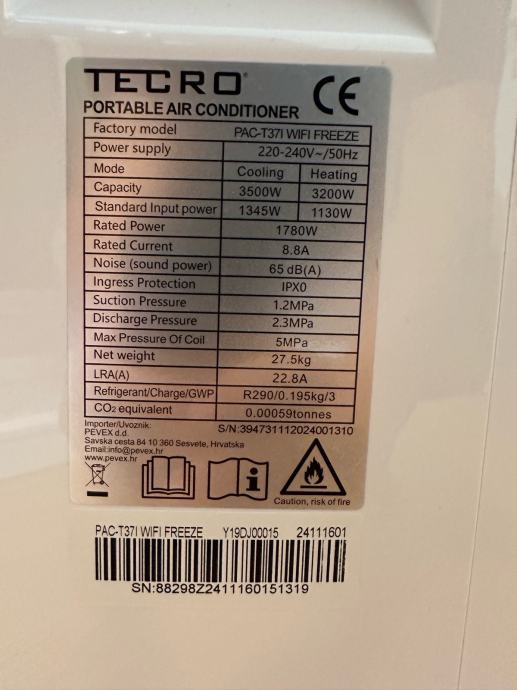 TECRO®
PORTABLE AIR CONDITIONER
CE
Factory model PAC-T37I WIFI FREEZE
Power supply 220-240V~/50Hz
Mode Cooling Heating
Capacity 3500W 3200W
Standard Input power 1345W 1130W
Rated Power 1780W
Rated Current 8.8A
Noise (sound power) 65 dB(A)
Ingress Protection IPX0
Suction Pressure 1.2MPa
Discharge Pressure 2.3MPa
Max Pressure Of Coil 5MPa
Net weight 27.5kg
LRA(A) 22.8A
Refrigerant/Charge/GWP R290/0.195kg/3
CO₂ equivalent 0.00059tonnes
Importer/Uvoznik: S/N:394731112024001310
PEVEX d.d.
Savska cesta 84 10 360 Sesvete, Hrvatska
Email:info@pevex.hr
www.pevex.hr
Caution, risk of fire
PAC-T37I WIFI FREEZE Y19DJ00015 24111601
SN:88298Z2411160151319